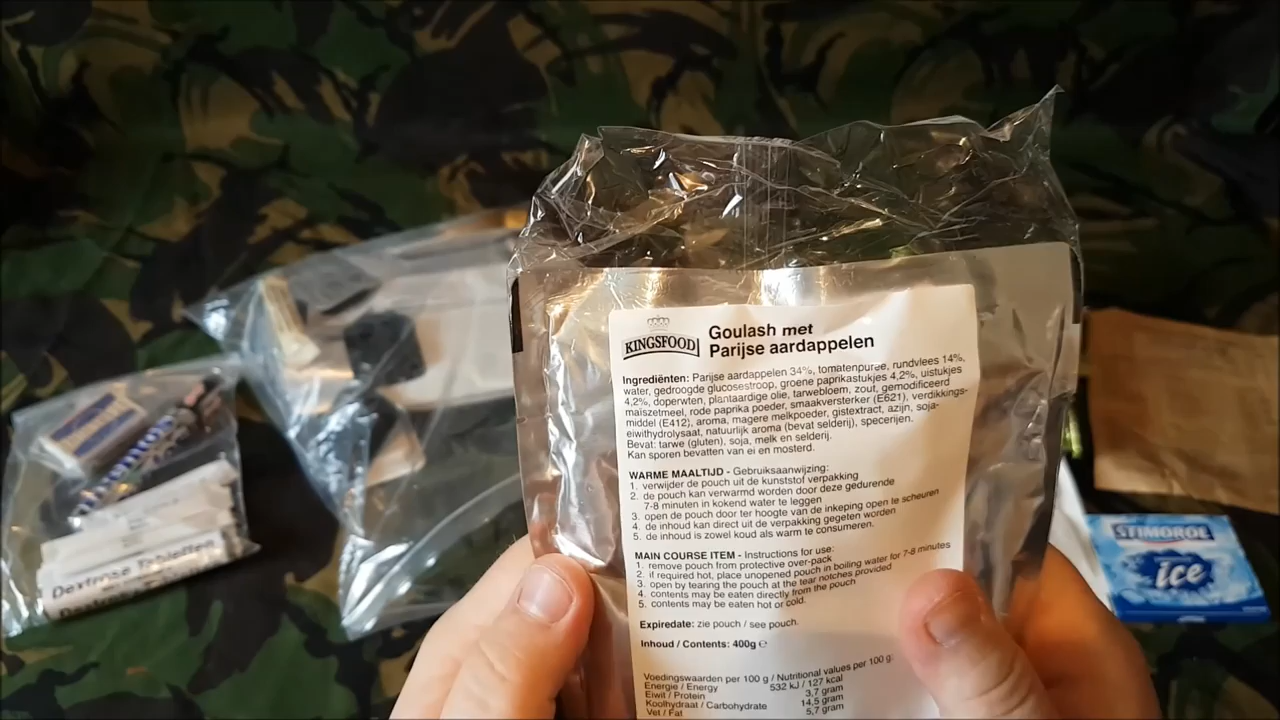 KINGSFOOD
Goulash met
Parijse aardappelen
Ingrediënten: Parijse aardappelen 34%, tomatenpuree, rundvlees 14%,
water, gedroogde glucosestroop, groene paprikastukjes 4,2%, uistukjes
4,2%, doperwten, plantaardige olie, tarwebloem, zout, gemodificeerd
maïszetmeel, rode paprika poeder, smaakversterker (E621), verdikkings-
middel (E412), aroma, magere melkpoeder, gistextract, azijn, soja-
eiwithydrolysaat, natuurlijk aroma (bevat selderij), specerijen.
Bevat: tarwe (gluten), soja, melk en selderij.
Kan sporen bevatten van ei en mosterd.
WARME MAALTIJD - Gebruiksaanwijzing:
1. verwijder de pouch uit de kunststof verpakking
2. de pouch kan verwarmd worden door deze gedurende
7-8 minuten in kokend water te leggen
3. open de pouch door ter hoogte van de inkeping open te scheuren
4. de inhoud kan direct uit de verpakking gegeten worden
5. de inhoud is zowel koud als warm te consumeren.
MAIN COURSE ITEM - Instructions for use:
1. remove pouch from protective over-pack
2. if required hot, place unopened pouch in boiling water for 7-8 minutes
3. open by tearing the pouch at the tear notches provided
4. contents may be eaten directly from the pouch
5. contents may be eaten hot or cold.
Expiredate: zie pouch / see pouch.
Inhoud / Contents: 400g ℮
Voedingswaarden per 100 g / Nutritional values per 100 g:
Energie / Energy 532 kJ / 127 kcal
Eiwit / Protein 3,7 gram
Koolhydraat / Carbohydrate 14,5 gram
Vet / Fat 5,7 gram
mentos
Dextrose Tabletten
STIMOROL
ice